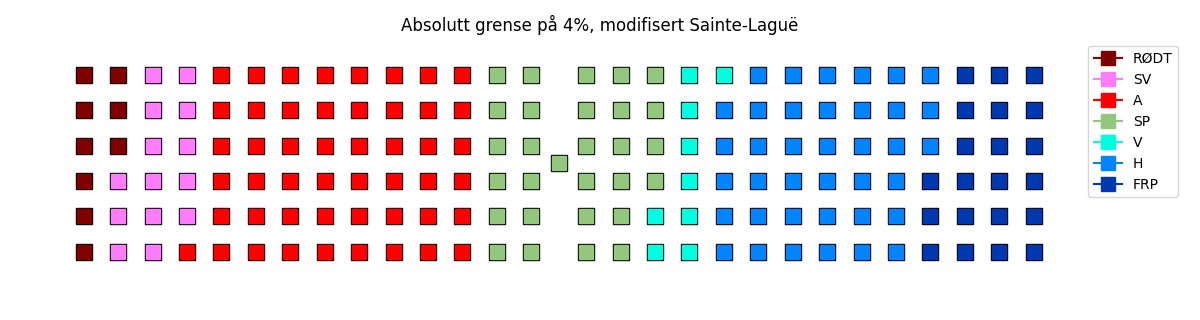 Absolutt grense på 4%, modifisert Sainte-Laguë
RØDT
SV
A
SP
V
H
FRP